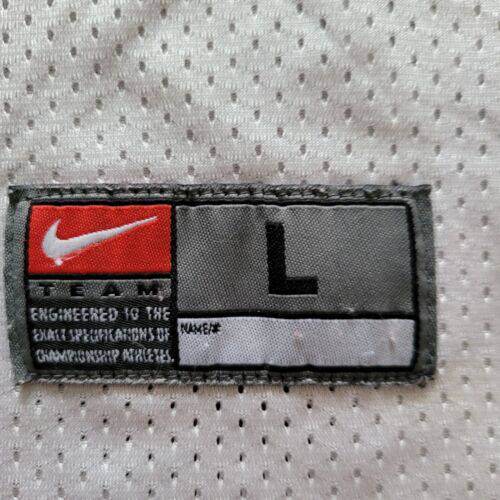 TEAM
ENGINEERED TO THE
EXACT SPECIFICATIONS OF
CHAMPIONSHIP ATHLETES.
L
NAME/#